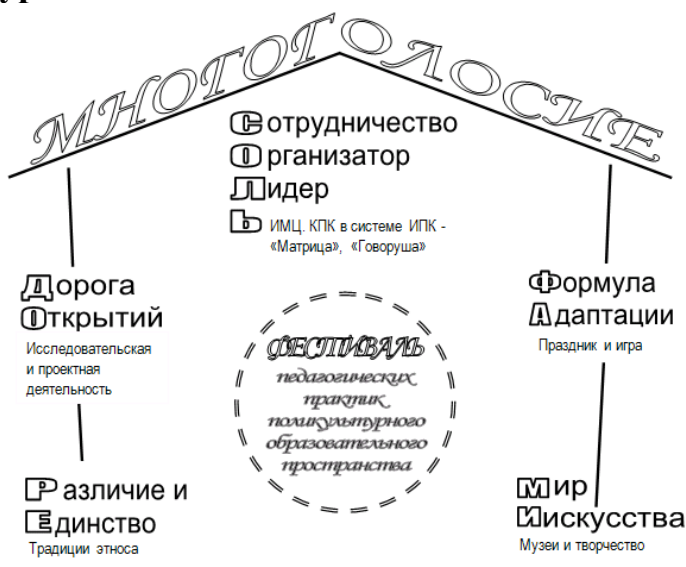 МНОГОГОЛОСИЕ
Сотрудничество
Организатор
Лидер
Ь ИМЦ. КПК в системе ИПК -
«Матрица», «Говоруша»
Дорога
Открытий
Исследовательская
и проектная
деятельность
Формула
Адаптации
Праздник и игра
ФЕСТИВАЛЬ
педагогических
практик
поликультурного
образовательного
пространства
Различие и
Единство
Традиции этноса
Мир
Иискусства
Музеи и творчество